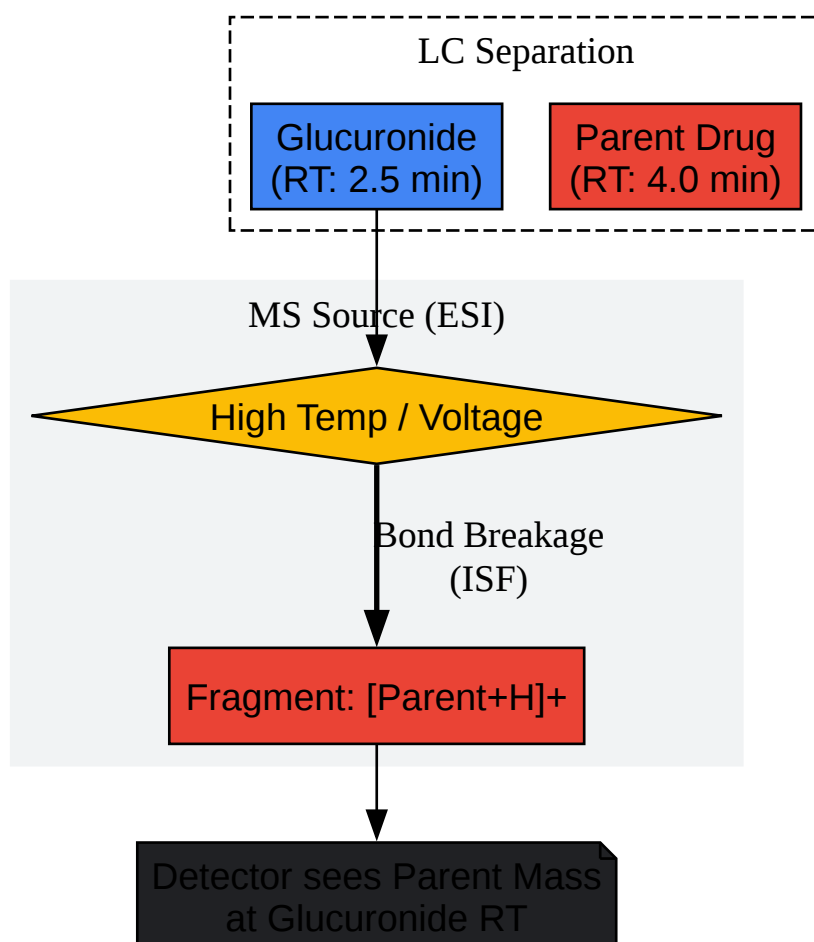 LC Separation
Glucuronide
(RT: 2.5 min)
Parent Drug
(RT: 4.0 min)
MS Source (ESI)
High Temp / Voltage
Bond Breakage
(ISF)
Fragment: [Parent+H]+
Detector sees Parent Mass
at Glucuronide RT